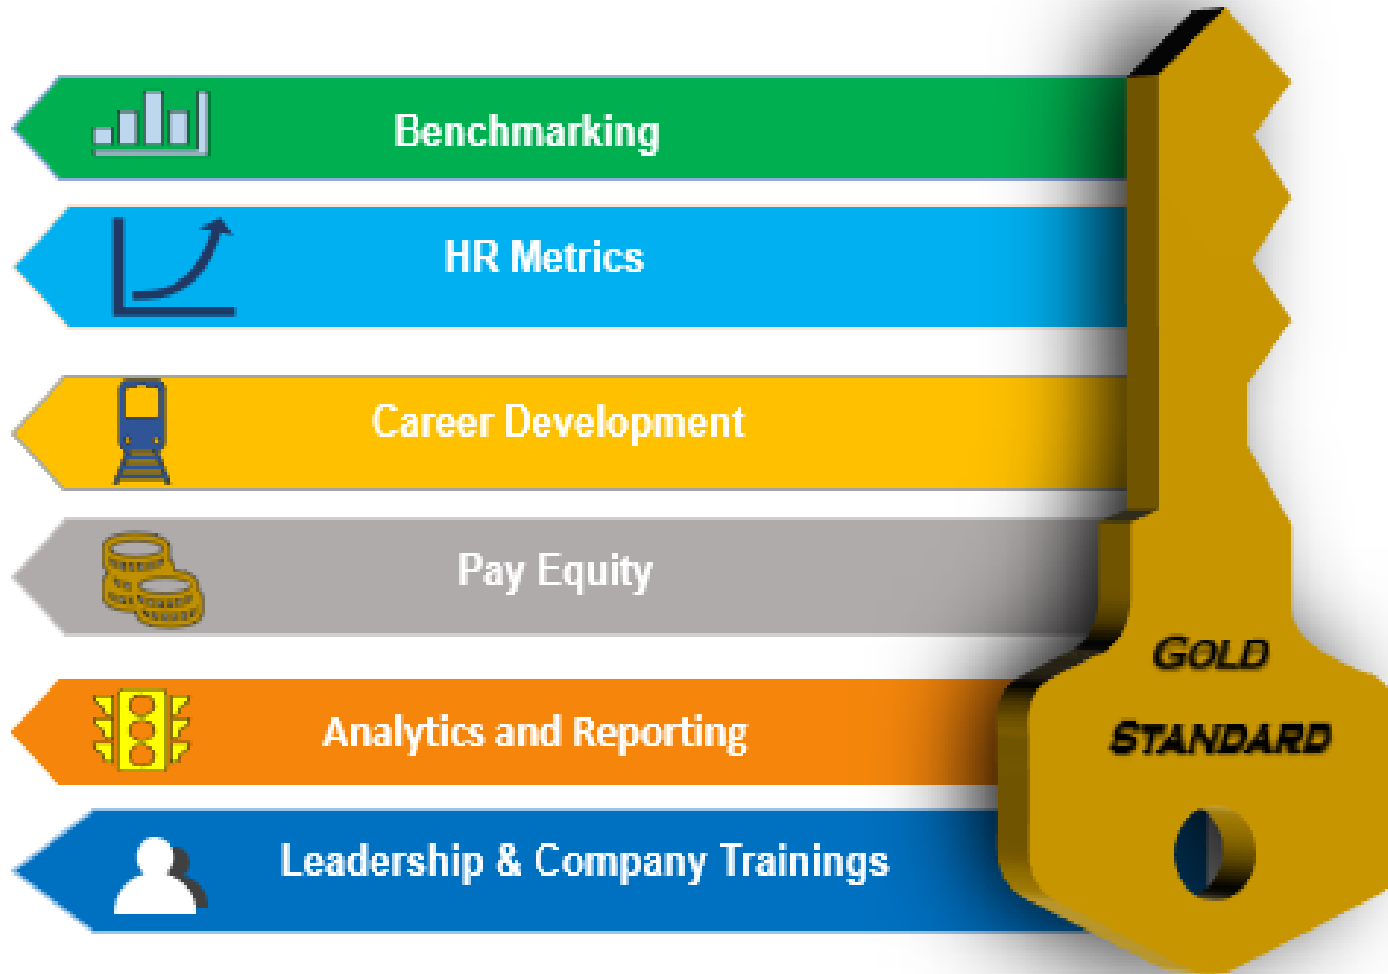 Benchmarking
HR Metrics
Career Development
Pay Equity
Analytics and Reporting
Leadership & Company Trainings
GOLD
STANDARD